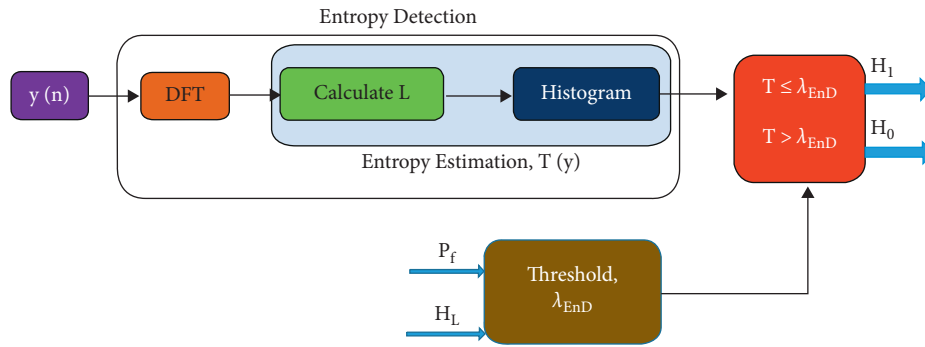 Entropy Detection
y (n)
DFT
Calculate L
Histogram
Entropy Estimation, T (y)
T ≤ λEnD
T > λEnD
H1
H0
Pf
HL
Threshold,
λEnD